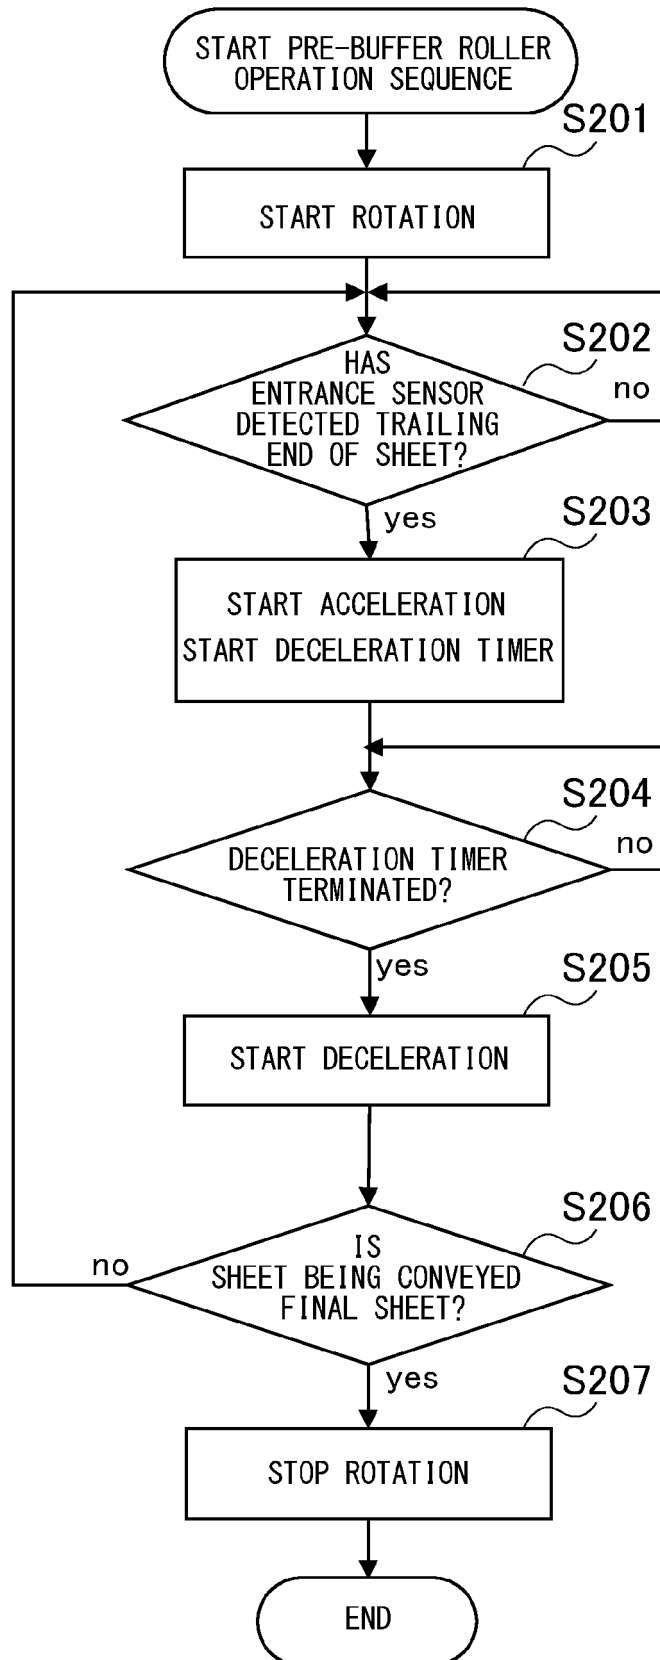 START PRE-BUFFER ROLLER
OPERATION SEQUENCE
S201
START ROTATION
S202
HAS
ENTRANCE SENSOR
DETECTED TRAILING
END OF SHEET?
no
yes
S203
START ACCELERATION
START DECELERATION TIMER
S204
DECELERATION TIMER
TERMINATED?
no
yes
S205
START DECELERATION
S206
IS
SHEET BEING CONVEYED
FINAL SHEET?
no
yes
S207
STOP ROTATION
END